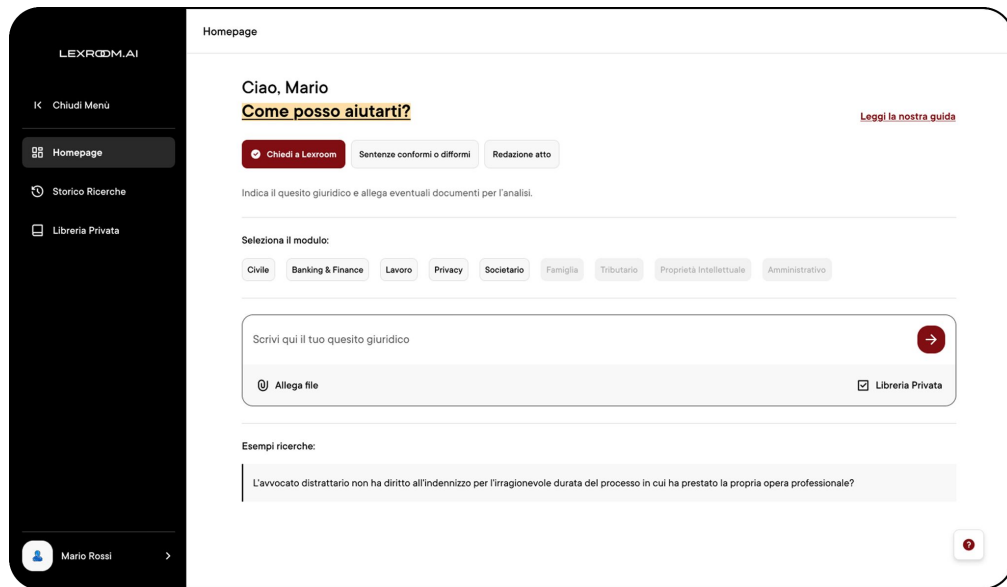 LEXROOM.AI
Chiudi Menù
Homepage
Storico Ricerche
Libreria Privata
Mario Rossi
Homepage
Ciao, Mario
Come posso aiutarti?
Leggi la nostra guida
Chiedi a Lexroom
Sentenze conformi o difformi
Redazione atto
Indica il quesito giuridico e allega eventuali documenti per l'analisi.
Seleziona il modulo:
Civile
Banking & Finance
Lavoro
Privacy
Societario
Famiglia
Tributario
Proprietà Intellettuale
Amministrativo
Scrivi qui il tuo quesito giuridico
Allega file
Libreria Privata
Esempi ricerche:
L'avvocato distrattario non ha diritto all'indennizzo per l'irragionevole durata del processo in cui ha prestato la propria opera professionale?
?